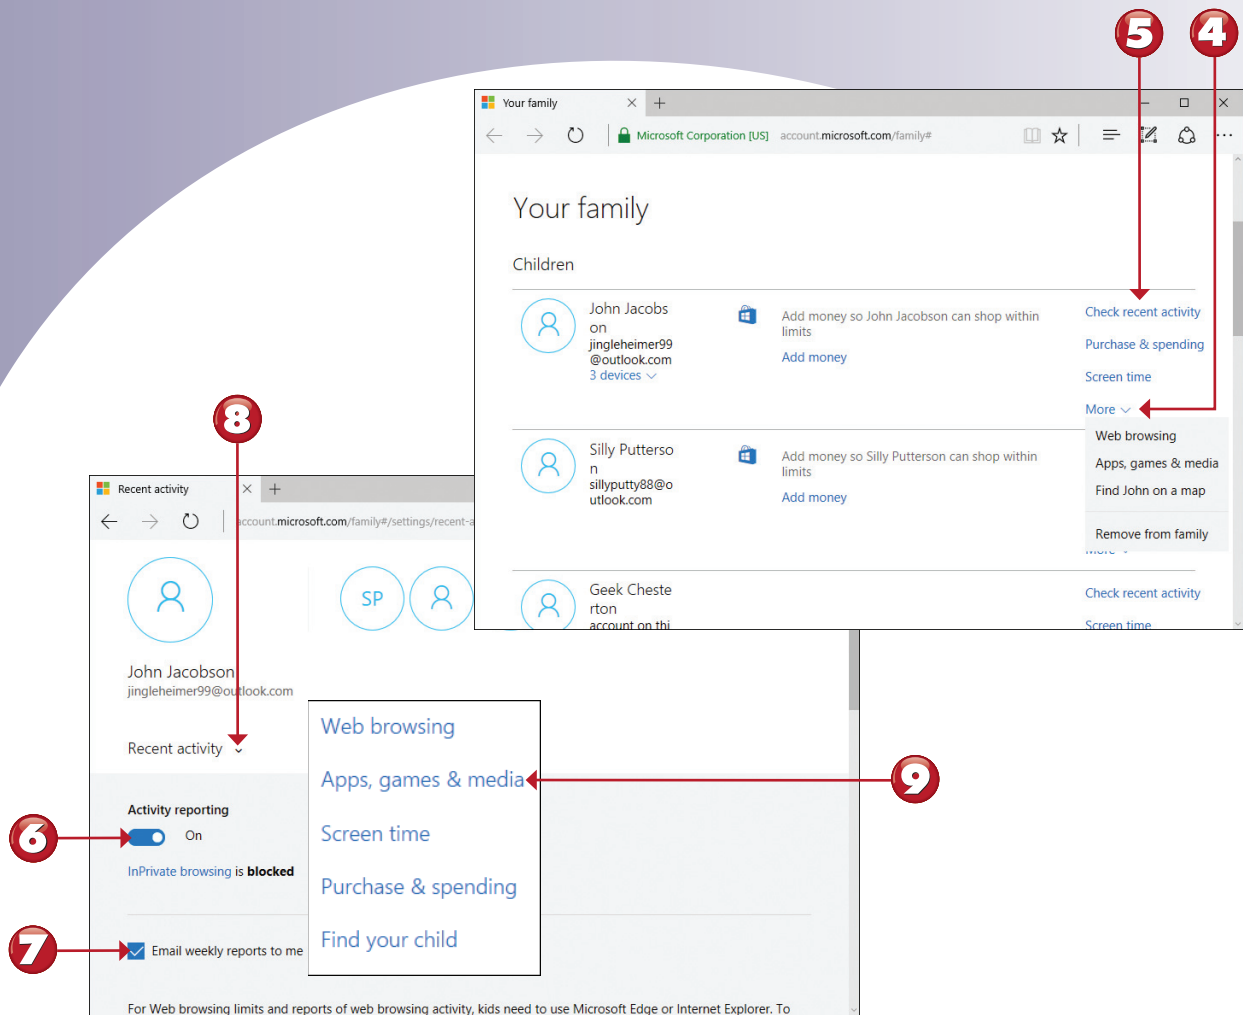 5 4
Your family
Microsoft Corporation [US] account.microsoft.com/family#
Your family
Children
John Jacobs
on
jingleheimer99
@outlook.com
3 devices
Add money so John Jacobson can shop within
limits
Add money
Check recent activity
Purchase & spending
Screen time
More
Web browsing
Apps, games & media
Find John on a map
Remove from family
Silly Putterso
n
sillyputty88@o
utlook.com
Add money so Silly Putterson can shop within
limits
Add money
More
Geek Cheste
rton
account on thi
Check recent activity
Screen time
8
Recent activity
account.microsoft.com/family#/settings/recent-a
SP
John Jacobson
jingleheimer99@outlook.com
Recent activity
Activity reporting
6
On
InPrivate browsing is blocked
7
Email weekly reports to me
Web browsing
Apps, games & media
9
Screen time
Purchase & spending
Find your child
For Web browsing limits and reports of web browsing activity, kids need to use Microsoft Edge or Internet Explorer. To